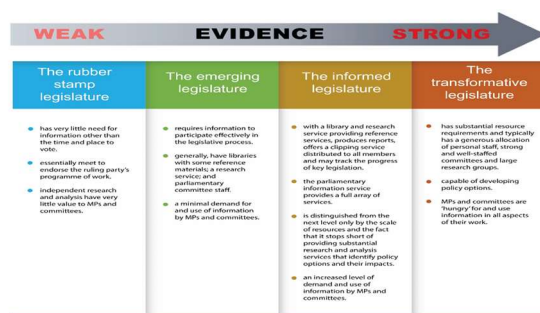 WEAK EVIDENCE STRONG
The rubber
stamp
legislature
has very little need for
information other than
the time and place to
vote.
essentially meet to
endorse the ruling party's
programme of work.
independent research
and analysis have very
little value to MPs and
committees.
The emerging
legislature
requires information to
participate effectively in
the legislative process.
generally, have libraries
with some reference
materials; a research
service; and
parliamentary
committee staff.
a minimal demand for
and use of information
by MPs and committees.
The informed
legislature
with a library and research
service providing reference
services, produces reports,
offers a clipping service
distributed to all members
and may track the progress
of key legislation.
the parliamentary
information service
provides a full array of
services.
is distinguished from the
next level only by the scale
of resources and the fact
that it stops short of
providing substantial
research and analysis
services that identify policy
options and their impacts.
an increased level of
demand and use of
information by MPs and
committees.
The
transformative
legislature
has substantial resource
requirements and typically
has a generous allocation
of personal staff, strong
and well-staffed
committees and large
research groups.
capable of developing
policy options.
MPs and committees are
'hungry' for and use
information in all aspects
of their work.